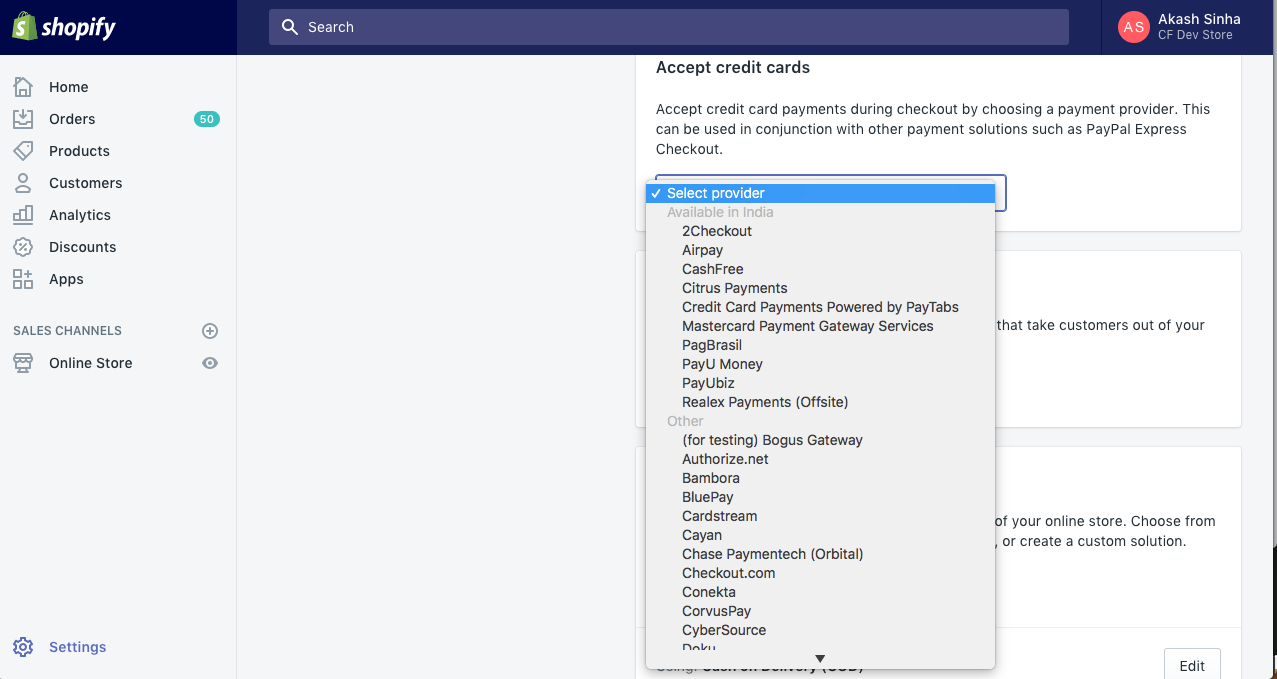 shopify
Search
AS
Akash Sinha
CF Dev Store
Home
Orders
50
Products
Customers
Analytics
Discounts
Apps
SALES CHANNELS
Online Store
Settings
Accept credit cards
Accept credit card payments during checkout by choosing a payment provider. This
can be used in conjunction with other payment solutions such as PayPal Express
Checkout.
✓ Select provider
Available in India
2Checkout
Airpay
CashFree
Citrus Payments
Credit Card Payments Powered by PayTabs
Mastercard Payment Gateway Services
PagBrasil
PayU Money
PayUbiz
Realex Payments (Offsite)
Other
(for testing) Bogus Gateway
Authorize.net
Bambora
BluePay
Cardstream
Cayan
Chase Paymentech (Orbital)
Checkout.com
Conekta
CorvusPay
CyberSource
Doku
that take customers out of your
of your online store. Choose from
, or create a custom solution.
Using: Cash on Delivery (COD)
Edit